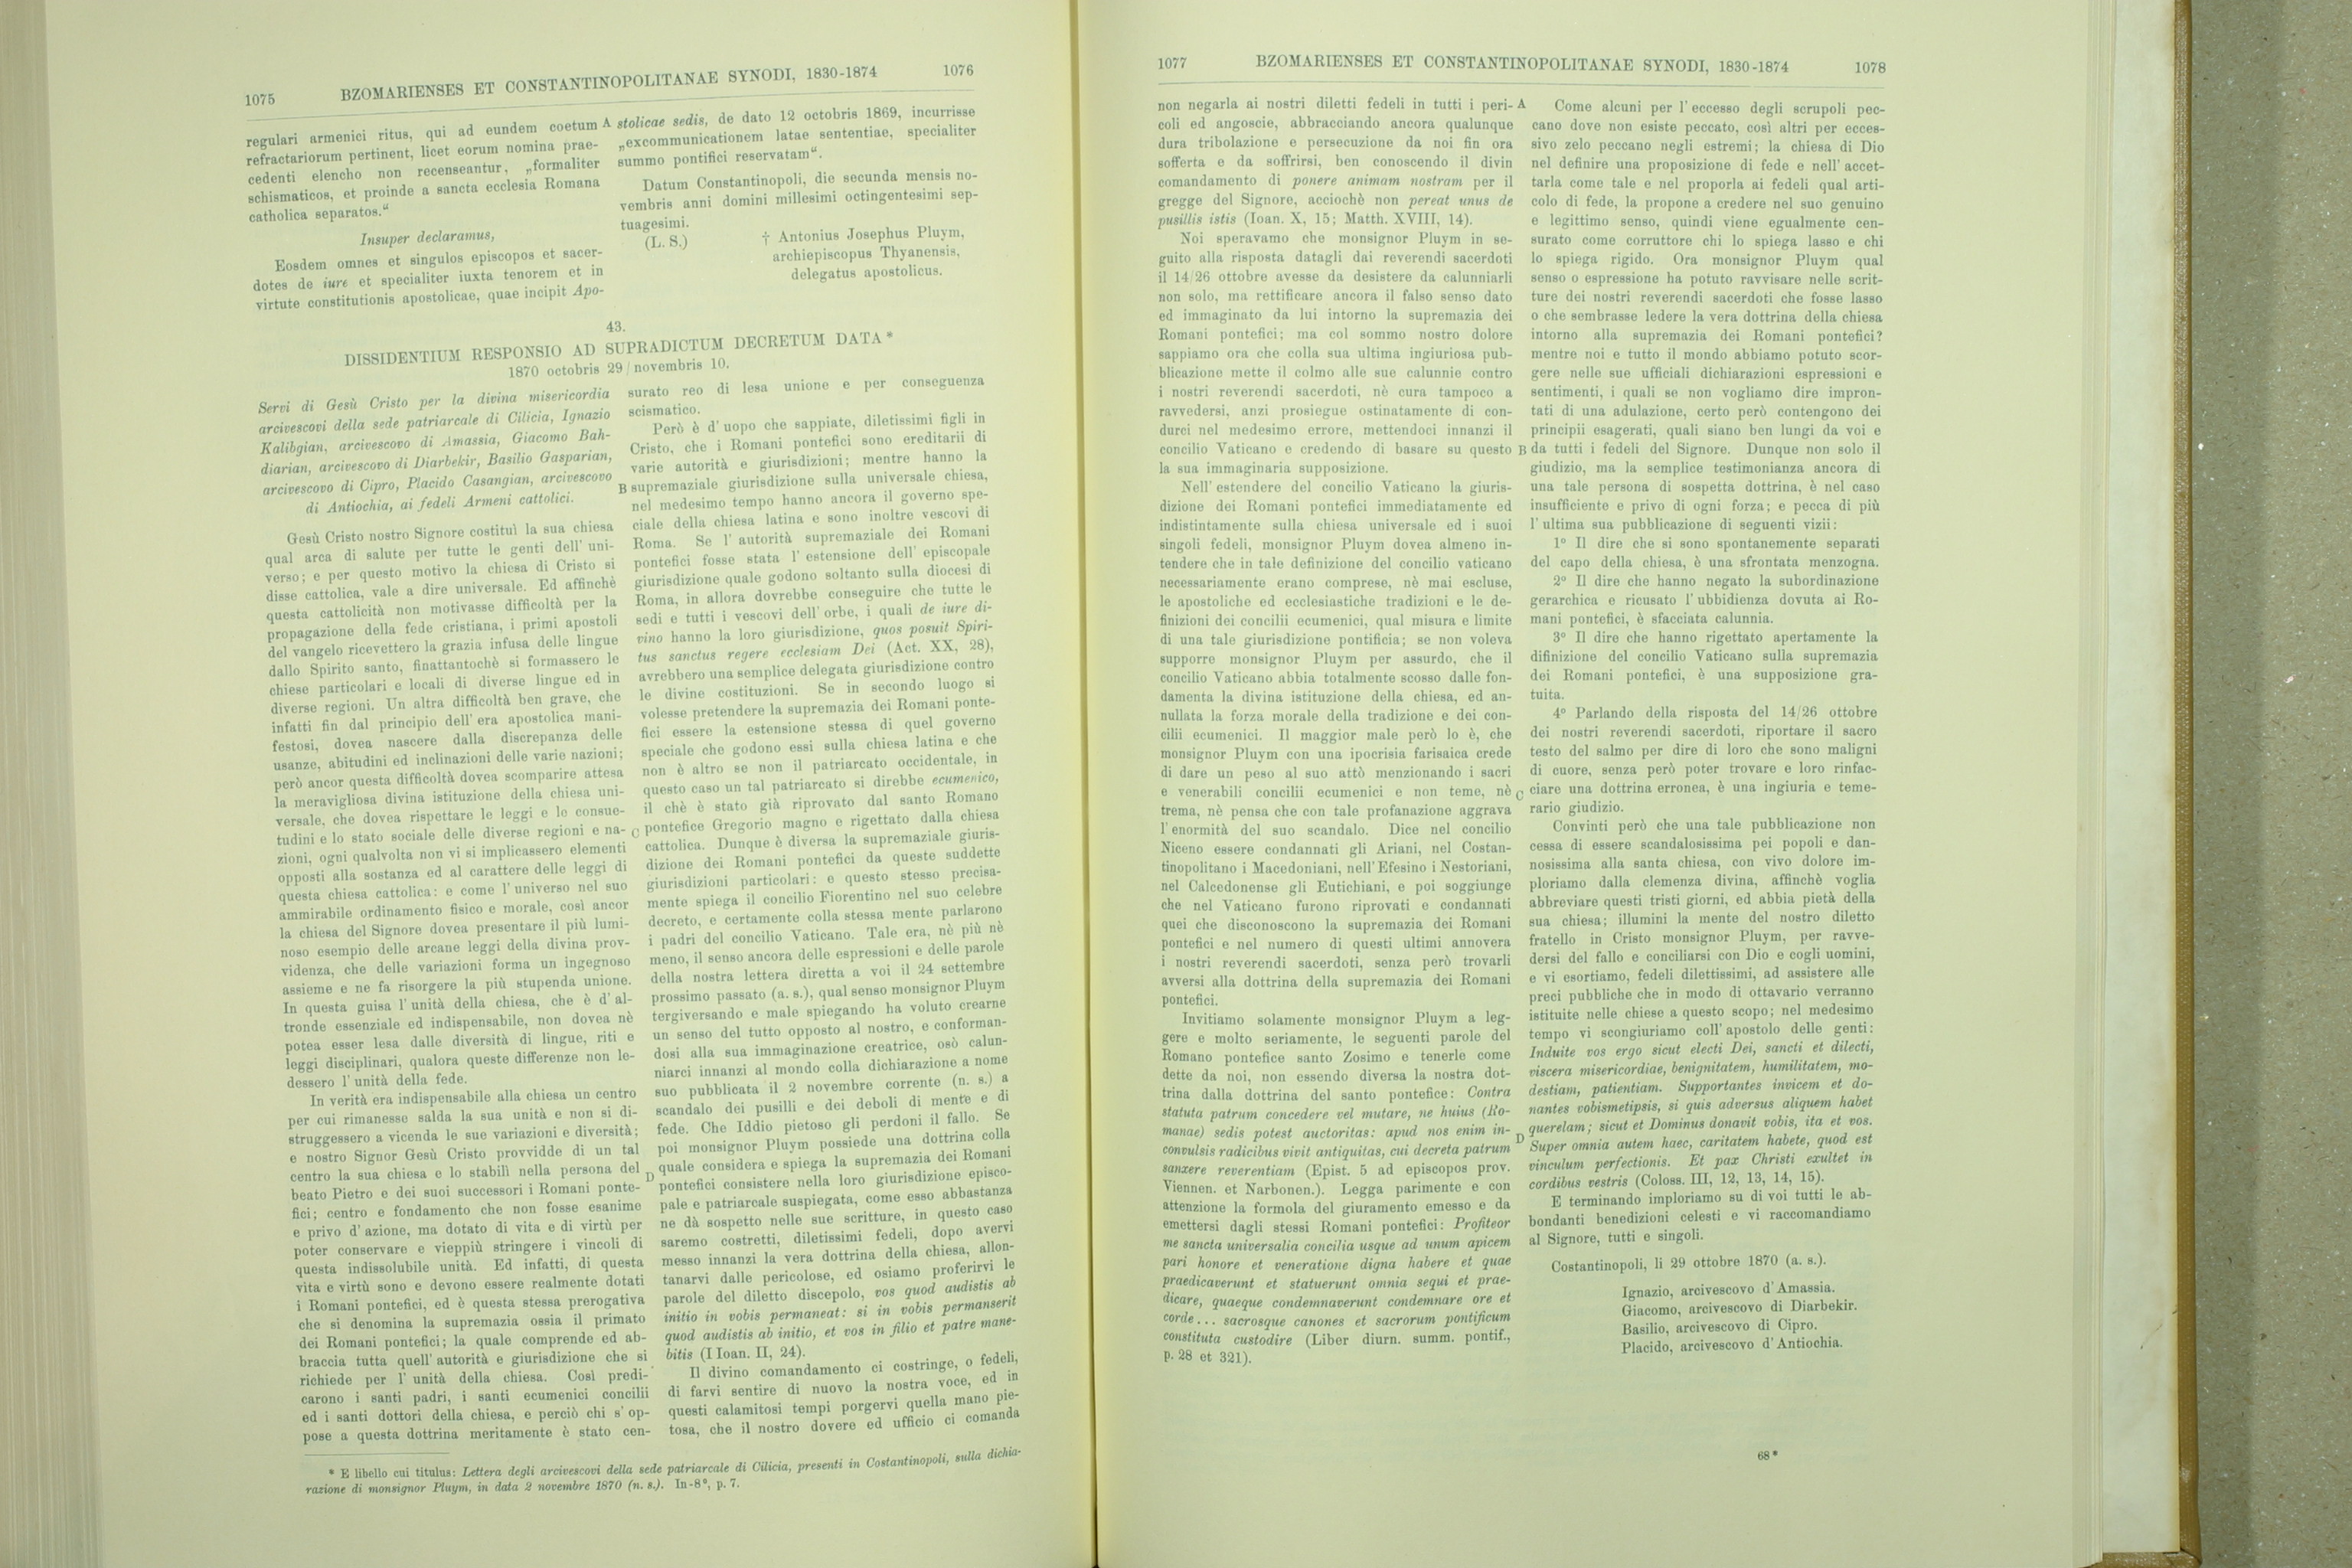 1075
BZOMARIENSES ET CONSTANTINOPOLITANAE SYNODI, 1830-1874
1076
regulari armenici ritus, qui ad eundem coetum
refractariorum pertinent, licet eorum nomina prae-
cedenti elencho non recenseantur, „formaliter
schismaticos, et proinde a sancta ecclesia Romana
catholica separatos.“
Insuper declaramus,
Eosdem omnes et singulos episcopos et sacer-
dotes de iure et specialiter iuxta tenorem et in
virtute constitutionis apostolicae, quae incipit Apo-
A
stolicae sedis, de dato 12 octobris 1869, incurrisse
„excommunicationem latae sententiae, specialiter
summo pontifici reservatam“.
Datum Constantinopoli, die secunda mensis no-
vembris anni domini millesimi octingentesimi sep-
tuagesimi.
(L. S.)
† Antonius Josephus Pluym,
archiepiscopus Thyanensis,
delegatus apostolicus.
43.
DISSIDENTIUM RESPONSIO AD SUPRADICTUM DECRETUM DATA*
1870 octobris 29/novembris 10.
Servi di Gesù Cristo per la divina misericordia
arcivescovi della sede patriarcale di Cilicia, Ignazio
Kalibgian, arcivescovo di Amassia, Giacomo Bah-
diarian, arcivescovo di Diarbekir, Basilio Gasparian,
arcivescovo di Cipro, Placido Casangian, arcivescovo
di Antiochia, ai fedeli Armeni cattolici.
Gesù Cristo nostro Signore costituì la sua chiesa
qual arca di salute per tutte le genti dell' uni-
verso; e per questo motivo la chiesa di Cristo si
disse cattolica, vale a dire universale. Ed affinchè
questa cattolicità non motivasse difficoltà per la
propagazione della fede cristiana, i primi apostoli
del vangelo ricevettero la grazia infusa delle lingue
dallo Spirito santo, finattantochè si formassero le
chiese particolari e locali di diverse lingue ed in
diverse regioni. Un altra difficoltà ben grave, che
infatti fin dal principio dell' era apostolica mani-
festosi, dovea nascere dalla discrepanza delle
usanze, abitudini ed inclinazioni delle varie nazioni;
però ancor questa difficoltà dovea scomparire attesa
la meravigliosa divina istituzione della chiesa uni-
versale, che dovea rispettare le leggi e le consue-
tudini e lo stato sociale delle diverse regioni e na-
zioni, ogni qualvolta non vi si implicassero elementi
opposti alla sostanza ed al carattere delle leggi di
questa chiesa cattolica: e come l' universo nel suo
ammirabile ordinamento fisico e morale, così ancor
la chiesa del Signore dovea presentare il più lumi-
noso esempio delle arcane leggi della divina prov-
videnza, che delle variazioni forma un ingegnoso
assieme e ne fa risorgere la più stupenda unione.
In questa guisa l' unità della chiesa, che è d' al-
tronde essenziale ed indispensabile, non dovea nè
potea esser lesa dalle diversità di lingue, riti e
leggi disciplinari, qualora queste differenze non le-
dessero l' unità della fede.
In verità era indispensabile alla chiesa un centro
per cui rimanesse salda la sua unità e non si di-
struggessero a vicenda le sue variazioni e diversità;
e nostro Signor Gesù Cristo provvidde di un tal
centro la sua chiesa e lo stabilì nella persona del
beato Pietro e dei suoi successori i Romani ponte-
fici; centro e fondamento che non fosse esanime
e privo d' azione, ma dotato di vita e di virtù per
poter conservare e vieppiù stringere i vincoli di
questa indissolubile unità. Ed infatti, di questa
vita e virtù sono e devono essere realmente dotati
i Romani pontefici, ed è questa stessa prerogativa
che si denomina la supremazia ossia il primato
dei Romani pontefici; la quale comprende ed ab-
braccia tutta quell' autorità e giurisdizione che si
richiede per l' unità della chiesa. Così predi-
carono i santi padri, i santi ecumenici concilii
ed i santi dottori della chiesa, e perciò chi s' op-
pose a questa dottrina meritamente è stato cen-
surato reo di lesa unione e per conseguenza
scismatico.
Però è d' uopo che sappiate, diletissimi figli in
Cristo, che i Romani pontefici sono ereditarii di
varie autorità e giurisdizioni; mentre hanno la
B
supremaziale giurisdizione sulla universale chiesa,
nel medesimo tempo hanno ancora il governo spe-
ciale della chiesa latina e sono inoltre vescovi di
Roma. Se l' autorità supremaziale dei Romani
pontefici fosse stata l' estensione dell' episcopale
giurisdizione quale godono soltanto sulla diocesi di
Roma, in allora dovrebbe conseguire che tutte le
sedi e tutti i vescovi dell' orbe, i quali de iure di-
vino hanno la loro giurisdizione, quos posuit Spiri-
tus sanctus regere ecclesiam Dei (Act. XX, 28),
avrebbero una semplice delegata giurisdizione contro
le divine costituzioni. Se in secondo luogo si
volesse pretendere la supremazia dei Romani ponte-
fici essere la estensione stessa di quel governo
speciale che godono essi sulla chiesa latina e che
non è altro se non il patriarcato occidentale, in
questo caso un tal patriarcato si direbbe ecumenico,
il chè è stato già riprovato dal santo Romano
C
pontefice Gregorio magno e rigettato dalla chiesa
cattolica. Dunque è diversa la supremaziale giuris-
dizione dei Romani pontefici da queste suddette
giurisdizioni particolari: e questo stesso precisa-
mente spiega il concilio Fiorentino nel suo celebre
decreto, e certamente colla stessa mente parlarono
i padri del concilio Vaticano. Tale era, nè più nè
meno, il senso ancora delle espressioni e delle parole
della nostra lettera diretta a voi il 24 settembre
prossimo passato (a. s.), qual senso monsignor Pluym
tergiversando e male spiegando ha voluto crearne
un senso del tutto opposto al nostro, e conforman-
dosi alla sua immaginazione creatrice, osò calun-
niarci innanzi al mondo colla dichiarazione a nome
suo pubblicata il 2 novembre corrente (n. s.) a
scandalo dei pusilli e dei deboli di mente e di
fede. Che Iddio pietoso gli perdoni il fallo. Se
poi monsignor Pluym possiede una dottrina colla
D
quale considera e spiega la supremazia dei Romani
pontefici consistere nella loro giurisdizione episco-
pale e patriarcale suspiegata, come esso abbastanza
ne dà sospetto nelle sue scritture, in questo caso
saremo costretti, diletissimi fedeli, dopo avervi
messo innanzi la vera dottrina della chiesa, allon-
tanarvi dalle pericolose, ed osiamo proferirvi le
parole del diletto discepolo, vos quod audistis ab
initio in vobis permaneat: si in vobis permanserit
quod audistis ab initio, et vos in filio et patre mane-
bitis (I Ioan. II, 24).
Il divino comandamento ci costringe, o fedeli,
di farvi sentire di nuovo la nostra voce, ed in
questi calamitosi tempi porgervi quella mano pie-
tosa, che il nostro dovere ed ufficio ci comanda
* E libello cui titulus: Lettera degli arcivescovi della sede patriarcale di Cilicia, presenti in Costantinopoli, sulla dichia-
razione di monsignor Pluym, in data 2 novembre 1870 (n. s.). In-8°, p. 7.
1077
BZOMARIENSES ET CONSTANTINOPOLITANAE SYNODI, 1830-1874
1078
non negarla ai nostri diletti fedeli in tutti i peri-
coli ed angoscie, abbracciando ancora qualunque
dura tribolazione e persecuzione da noi fin ora
sofferta e da soffrirsi, ben conoscendo il divin
comandamento di ponere animam nostram per il
gregge del Signore, acciochè non pereat unus de
pusillis istis (Ioan. X, 15; Matth. XVIII, 14).
Noi speravamo che monsignor Pluym in se-
guito alla risposta datagli dai reverendi sacerdoti
il 14/26 ottobre avesse da desistere da calunniarli
non solo, ma rettificare ancora il falso senso dato
ed immaginato da lui intorno la supremazia dei
Romani pontefici; ma col sommo nostro dolore
sappiamo ora che colla sua ultima ingiuriosa pub-
blicazione mette il colmo alle sue calunnie contro
i nostri reverendi sacerdoti, nè cura tampoco a
ravvedersi, anzi prosiegue ostinatamente di con-
durci nel medesimo errore, mettendoci innanzi il
concilio Vaticano e credendo di basare su questo
la sua immaginaria supposizione.
Nell' estendere del concilio Vaticano la giuris-
dizione dei Romani pontefici immediatamente ed
indistintamente sulla chiesa universale ed i suoi
singoli fedeli, monsignor Pluym dovea almeno in-
tendere che in tale definizione del concilio vaticano
necessariamente erano comprese, nè mai escluse,
le apostoliche ed ecclesiastiche tradizioni e le de-
finizioni dei concilii ecumenici, qual misura e limite
di una tale giurisdizione pontificia; se non voleva
supporre monsignor Pluym per assurdo, che il
concilio Vaticano abbia totalmente scosso dalle fon-
damenta la divina istituzione della chiesa, ed an-
nullata la forza morale della tradizione e dei con-
cilii ecumenici. Il maggior male però lo è, che
monsignor Pluym con una ipocrisia farisaica crede
di dare un peso al suo attò menzionando i sacri
e venerabili concilii ecumenici e non teme, nè
trema, nè pensa che con tale profanazione aggrava
l' enormità del suo scandalo. Dice nel concilio
Niceno essere condannati gli Ariani, nel Costan-
tinopolitano i Macedoniani, nell' Efesino i Nestoriani,
nel Calcedonense gli Eutichiani, e poi soggiunge
che nel Vaticano furono riprovati e condannati
quei che disconoscono la supremazia dei Romani
pontefici e nel numero di questi ultimi annovera
i nostri reverendi sacerdoti, senza però trovarli
avversi alla dottrina della supremazia dei Romani
pontefici.
Invitiamo solamente monsignor Pluym a leg-
gere e molto seriamente, le seguenti parole del
Romano pontefice santo Zosimo e tenerle come
dette da noi, non essendo diversa la nostra dot-
trina dalla dottrina del santo pontefice: Contra
statuta patrum concedere vel mutare, ne huius (Ro-
manae) sedis potest auctoritas: apud nos enim in-
convulsis radicibus vivit antiquitas, cui decreta patrum
sanxere reverentiam (Epist. 5 ad episcopos prov.
Viennen. et Narbonen.). Legga parimente e con
attenzione la formola del giuramento emesso e da
emettersi dagli stessi Romani pontefici: Profiteor
me sancta universalia concilia usque ad unum apicem
pari honore et veneratione digna habere et quae
praedicaverunt et statuerunt omnia sequi et prae-
dicare, quaeque condemnaverunt condemnare ore et
corde... sacrosque canones et sacrorum pontificum
constituta custodire (Liber diurn. summ. pontif.,
p. 28 et 321).
A
Come alcuni per l' eccesso degli scrupoli pec-
cano dove non esiste peccato, così altri per ecces-
sivo zelo peccano negli estremi; la chiesa di Dio
nel definire una proposizione di fede e nell' accet-
tarla come tale e nel proporla ai fedeli qual arti-
colo di fede, la propone a credere nel suo genuino
e legittimo senso, quindi viene egualmente cen-
surato come corruttore chi lo spiega lasso e chi
lo spiega rigido. Ora monsignor Pluym qual
senso o espressione ha potuto ravvisare nelle scrit-
ture dei nostri reverendi sacerdoti che fosse lasso
o che sembrasse ledere la vera dottrina della chiesa
intorno alla supremazia dei Romani pontefici?
mentre noi e tutto il mondo abbiamo potuto scor-
gere nelle sue ufficiali dichiarazioni espressioni e
sentimenti, i quali se non vogliamo dire impron-
tati di una adulazione, certo però contengono dei
principii esagerati, quali siano ben lungi da voi e
B
da tutti i fedeli del Signore. Dunque non solo il
giudizio, ma la semplice testimonianza ancora di
una tale persona di sospetta dottrina, è nel caso
insufficiente e privo di ogni forza; e pecca di più
l' ultima sua pubblicazione di seguenti vizii:
1° Il dire che si sono spontanemente separati
del capo della chiesa, è una sfrontata menzogna.
2° Il dire che hanno negato la subordinazione
gerarchica e ricusato l' ubbidienza dovuta ai Ro-
mani pontefici, è sfacciata calunnia.
3° Il dire che hanno rigettato apertamente la
difinizione del concilio Vaticano sulla supremazia
dei Romani pontefici, è una supposizione gra-
tuita.
4° Parlando della risposta del 14/26 ottobre
dei nostri reverendi sacerdoti, riportare il sacro
testo del salmo per dire di loro che sono maligni
di cuore, senza però poter trovare e loro rinfac-
C
ciare una dottrina erronea, è una ingiuria e teme-
rario giudizio.
Convinti però che una tale pubblicazione non
cessa di essere scandalosissima pei popoli e dan-
nosissima alla santa chiesa, con vivo dolore im-
ploriamo dalla clemenza divina, affinchè voglia
abbreviare questi tristi giorni, ed abbia pietà della
sua chiesa; illumini la mente del nostro diletto
fratello in Cristo monsignor Pluym, per ravve-
dersi del fallo e conciliarsi con Dio e cogli uomini,
e vi esortiamo, fedeli dilettissimi, ad assistere alle
preci pubbliche che in modo di ottavario verranno
istituite nelle chiese a questo scopo; nel medesimo
tempo vi scongiuriamo coll' apostolo delle genti:
Induite vos ergo sicut electi Dei, sancti et dilecti,
viscera misericordiae, benignitatem, humilitatem, mo-
destiam, patientiam. Supportantes invicem et do-
nantes vobismetipsis, si quis adversus aliquem habet
querelam; sicut et Dominus donavit vobis, ita et vos.
D
Super omnia autem haec, caritatem habete, quod est
vinculum perfectionis. Et pax Christi exultet in
cordibus vestris (Coloss. III, 12, 13, 14, 15).
E terminando imploriamo su di voi tutti le ab-
bondanti benedizioni celesti e vi raccomandiamo
al Signore, tutti e singoli.
Costantinopoli, li 29 ottobre 1870 (a. s.).
Ignazio, arcivescovo d' Amassia.
Giacomo, arcivescovo di Diarbekir.
Basilio, arcivescovo di Cipro.
Placido, arcivescovo d' Antiochia.
68*